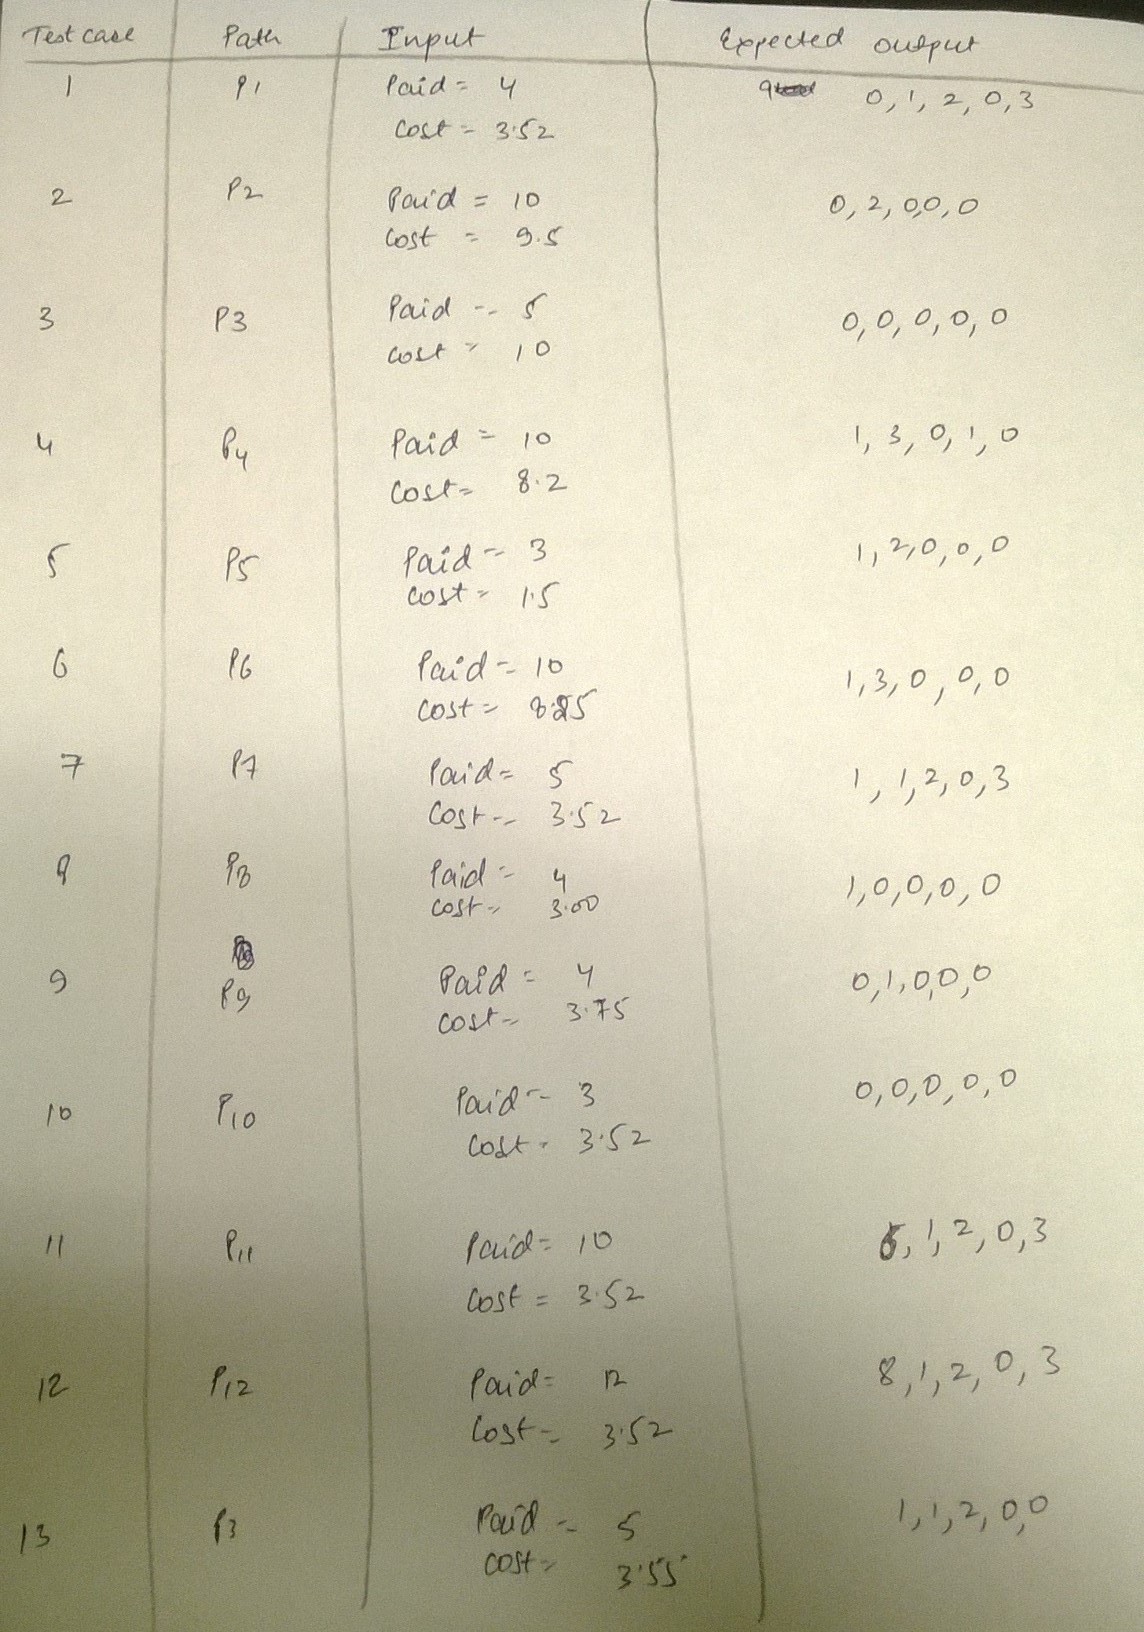 Test case Path Input Expected output
1 P1 Paid = 4 0, 1, 2, 0, 3
Cost = 3.52
2 P2 Paid = 10 0, 2, 0, 0, 0
Cost = 9.5
3 P3 Paid = 5 0, 0, 0, 0, 0
Cost = 10
4 P4 Paid = 10 1, 3, 0, 1, 0
Cost = 8.2
5 P5 Paid = 3 1, 2, 0, 0, 0
Cost = 1.5
6 P6 Paid = 10 1, 3, 0, 0, 0
Cost = 8.25
7 P7 Paid = 5 1, 1, 2, 0, 3
Cost = 3.52
8 P8 Paid = 4 1, 0, 0, 0, 0
Cost = 3.00
9 P9 Paid = 4 0, 1, 0, 0, 0
Cost = 3.75
10 P10 Paid = 3 0, 0, 0, 0, 0
Cost = 3.52
11 P11 Paid = 10 6, 1, 2, 0, 3
Cost = 3.52
12 P12 Paid = 12 8, 1, 2, 0, 3
Cost = 3.52
13 P3 Paid = 5 1, 1, 2, 0, 0
Cost = 3.55